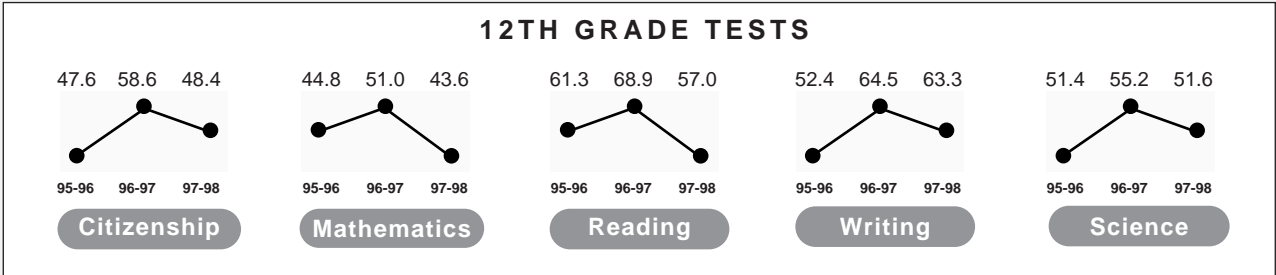 12TH GRADE TESTS
47.6 58.6 48.4 44.8 51.0 43.6 61.3 68.9 57.0 52.4 64.5 63.3 51.4 55.2 51.6
95-96 96-97 97-98 95-96 96-97 97-98 95-96 96-97 97-98 95-96 96-97 97-98 95-96 96-97 97-98
Citizenship Mathematics Reading Writing Science